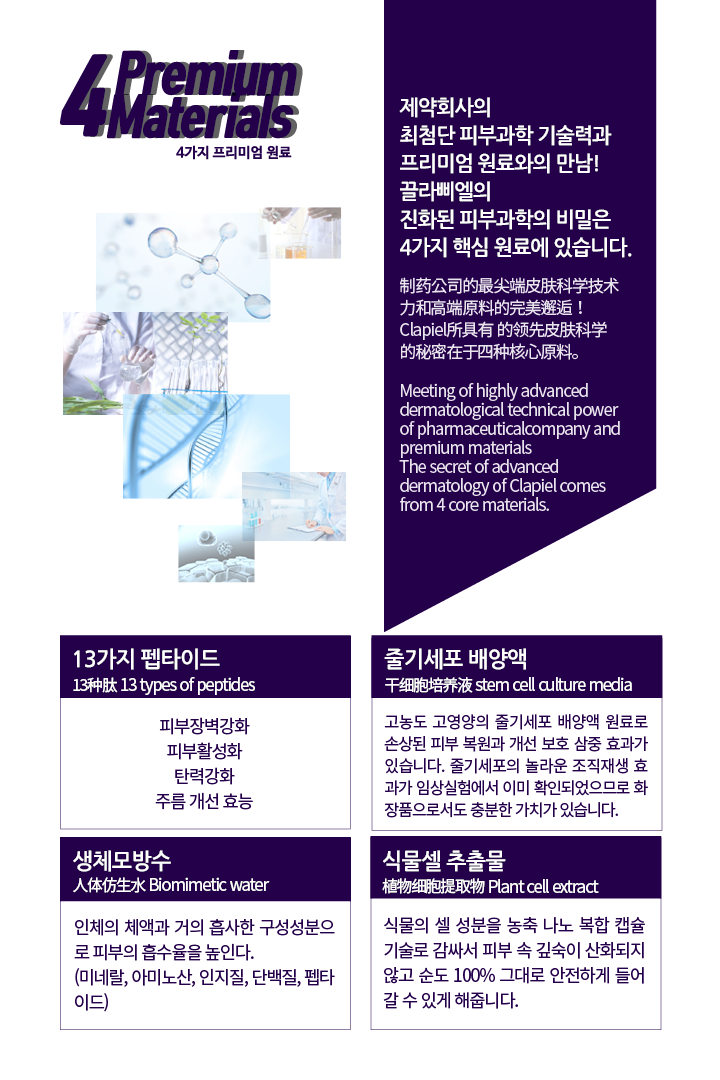 4 Premium
Materials
4가지 프리미엄 원료
제약회사의
최첨단 피부과학 기술력과
프리미엄 원료와의 만남!
끌라삐엘의
진화된 피부과학의 비밀은
4가지 핵심 원료에 있습니다.
制药公司的最尖端皮肤科学技术
力和高端原料的完美邂逅！
Clapiel所具有 的领先皮肤科学
的秘密在于四种核心原料。
Meeting of highly advanced
dermatological technical power
of pharmaceuticalcompany and
premium materials
The secret of advanced
dermatology of Clapiel comes
from 4 core materials.
13가지 펩타이드
13种肽 13 types of peptides
피부장벽강화
피부활성화
탄력강화
주름 개선 효능
줄기세포 배양액
干细胞培养液 stem cell culture media
고농도 고영양의 줄기세포 배양액 원료로
손상된 피부 복원과 개선 보호 삼중 효과가
있습니다. 줄기세포의 놀라운 조직재생 효
과가 임상실험에서 이미 확인되었으므로 화
장품으로서도 충분한 가치가 있습니다.
생체모방수
人体仿生水 Biomimetic water
인체의 체액과 거의 흡사한 구성성분으
로 피부의 흡수율을 높인다.
(미네랄, 아미노산, 인지질, 단백질, 펩타
이드)
식물셀 추출물
植物细胞提取物 Plant cell extract
식물의 셀 성분을 농축 나노 복합 캡슐
기술로 감싸서 피부 속 깊숙이 산화되지
않고 순도 100% 그대로 안전하게 들어
갈 수 있게 해줍니다.